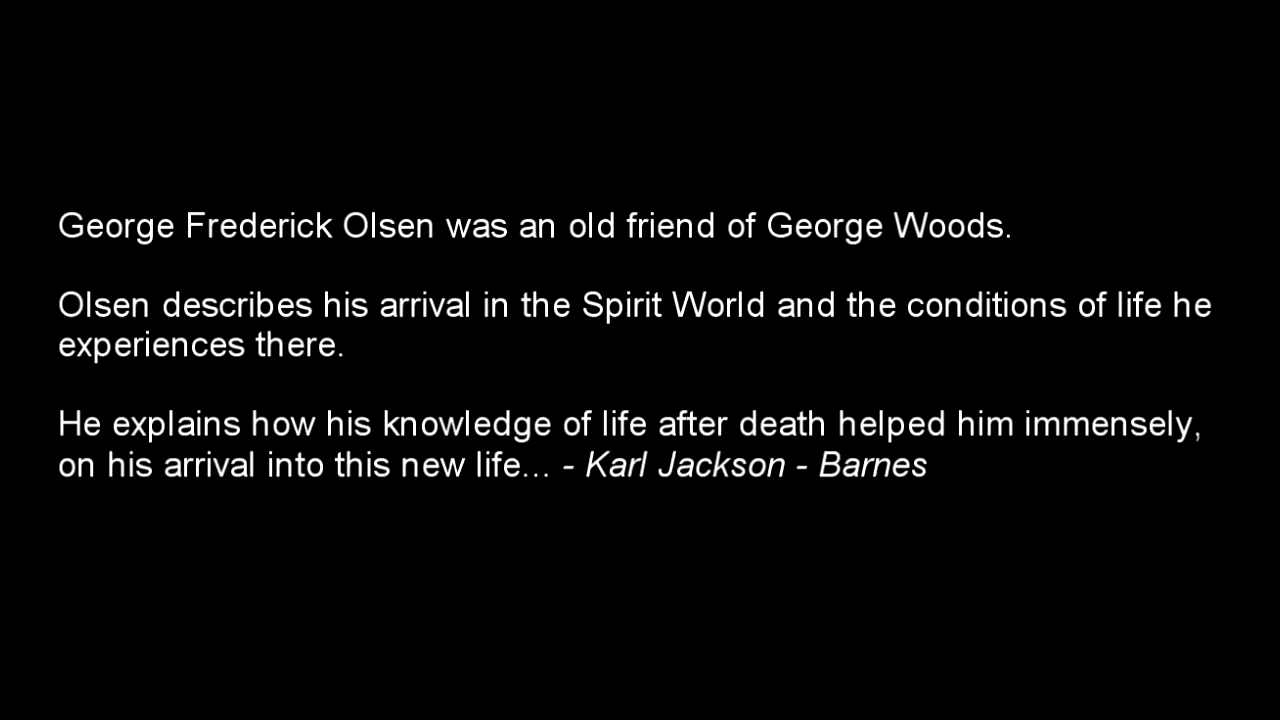 George Frederick Olsen was an old friend of George Woods.
Olsen describes his arrival in the Spirit World and the conditions of life he
experiences there.
He explains how his knowledge of life after death helped him immensely,
on his arrival into this new life... - Karl Jackson - Barnes